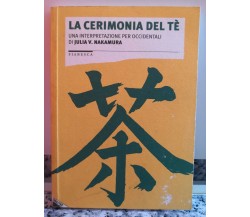 LA CERIMONIA DEL TÈ
UNA INTERPRETAZIONE PER OCCIDENTALI
DI JULIA V. NAKAMURA
茶